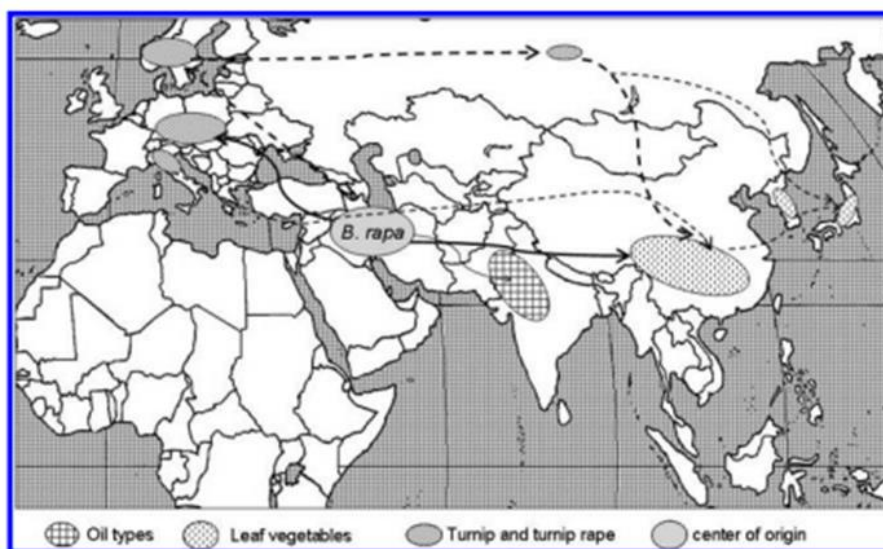 B. rapa
Oil types Leaf vegetables Turnip and turnip rape center of origin